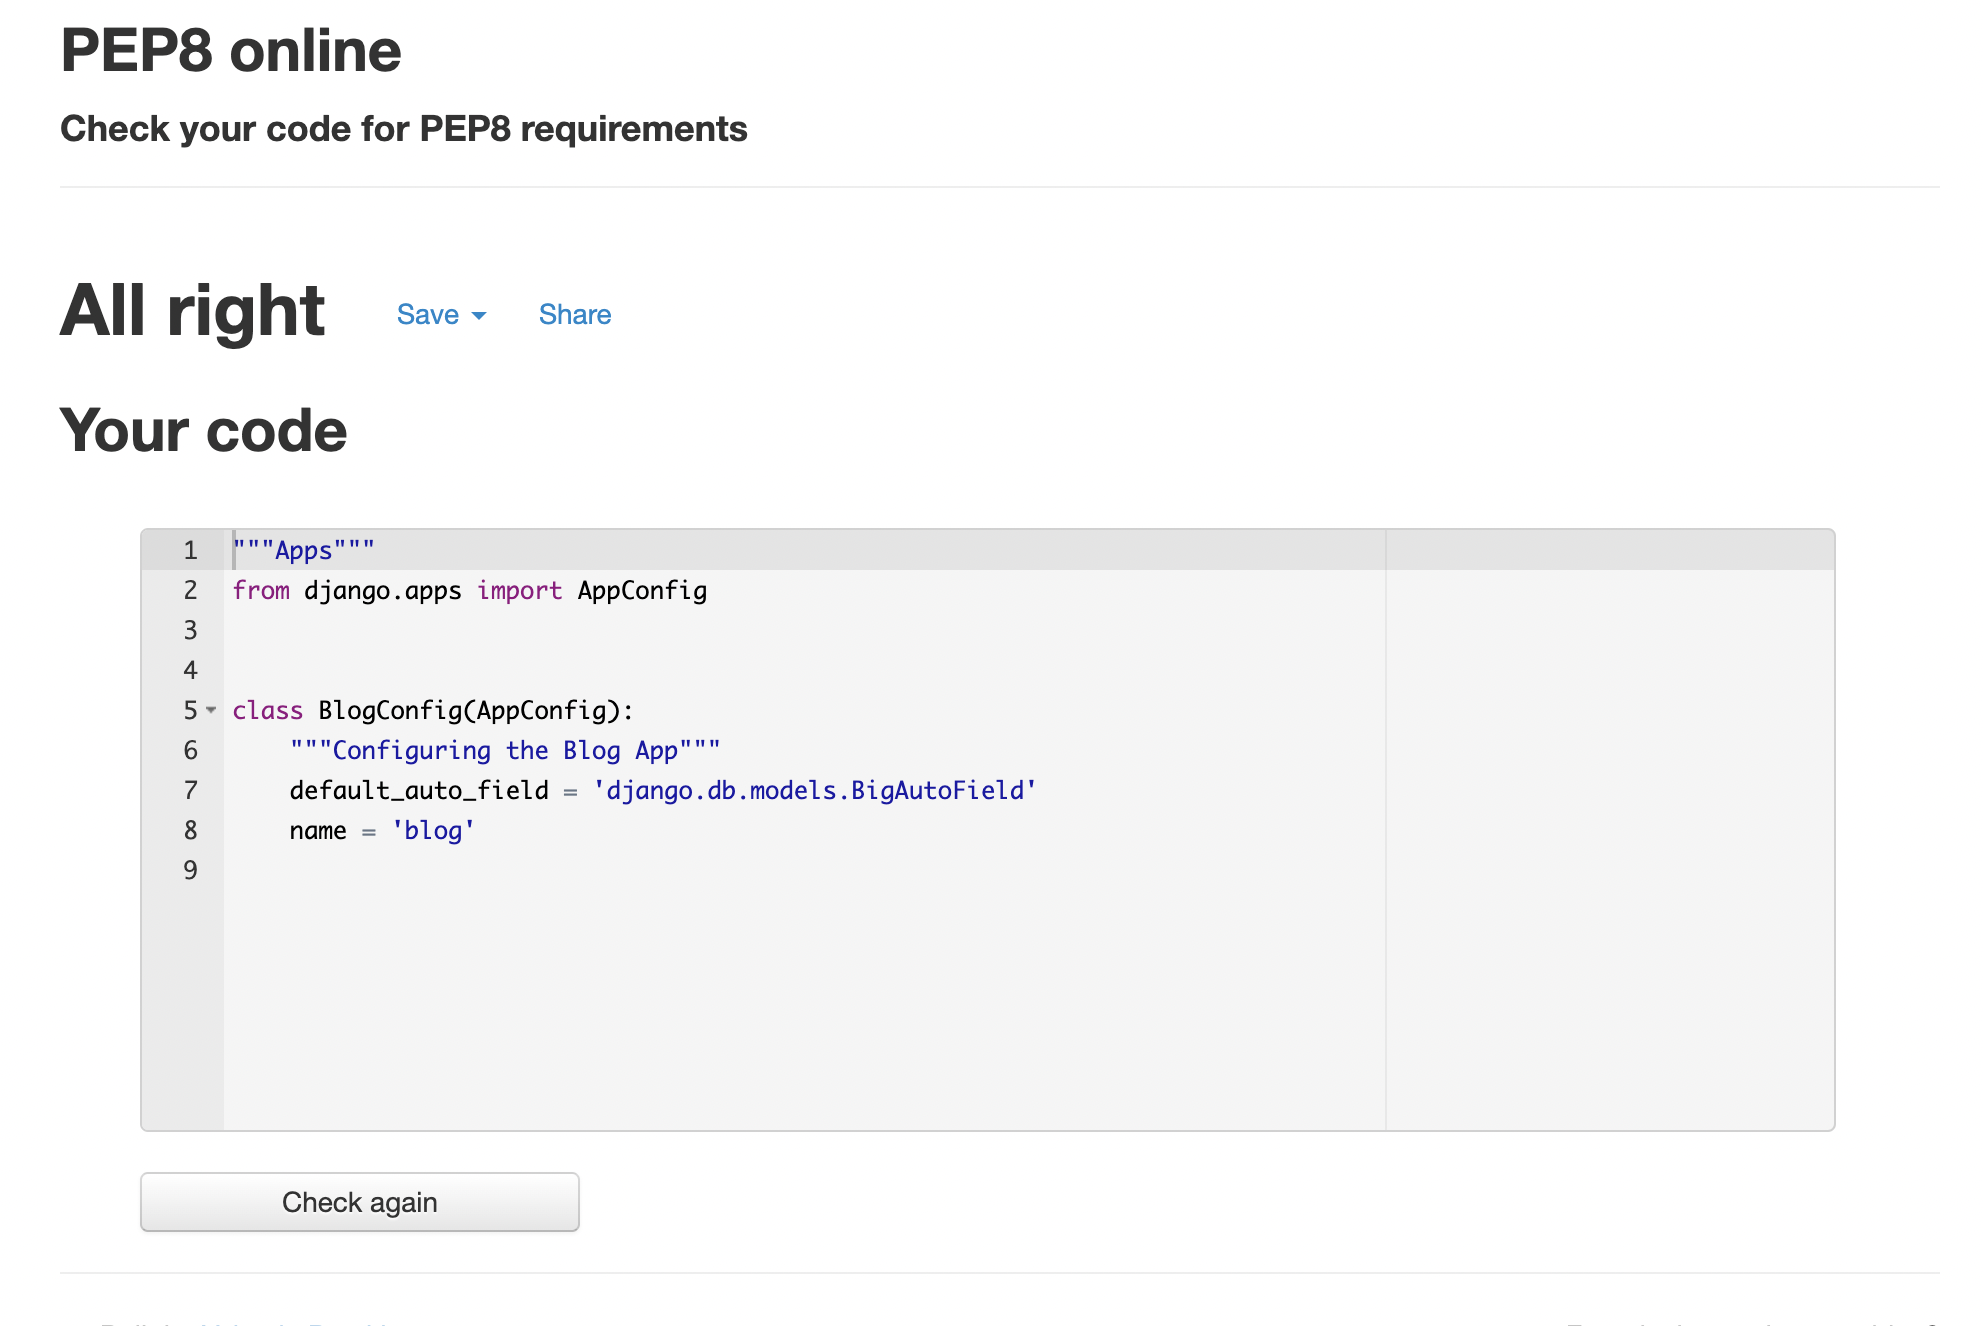 PEP8 online
Check your code for PEP8 requirements
All right Save Share
Your code
1 """Apps"""
2 from django.apps import AppConfig
3
4
5 class BlogConfig(AppConfig):
6     """Configuring the Blog App"""
7     default_auto_field = 'django.db.models.BigAutoField'
8     name = 'blog'
9
Check again